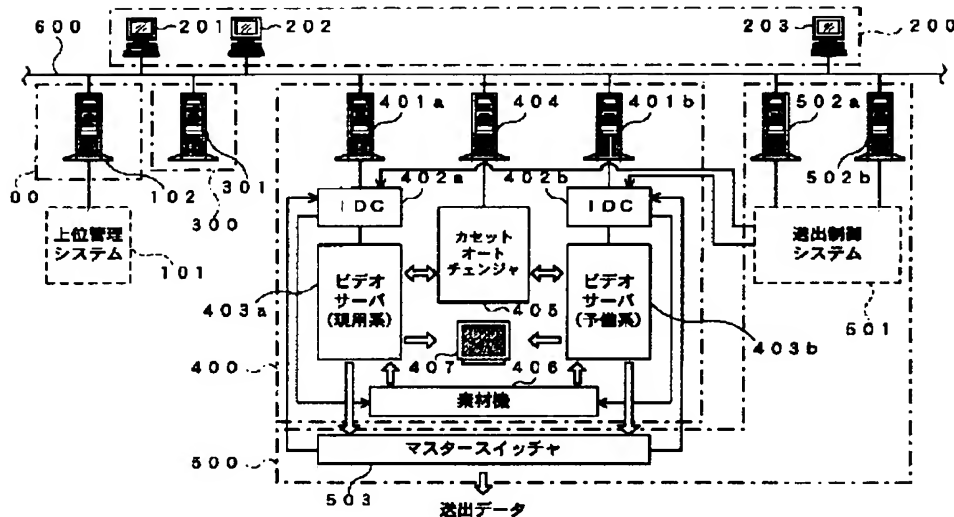 600
201
202
203
200
401a
404
401b
502a
00
102
301
300
402a
402b
502b
IDC
IDC
上位管理
システム
101
カセット
オート
チェンジャ
送出制御
システム
501
403a
ビデオ
サーバ
(現用系)
405
ビデオ
サーバ
(予備系)
403b
400
407
406
素材機
マスタースイッチャ
500
503
送出データ